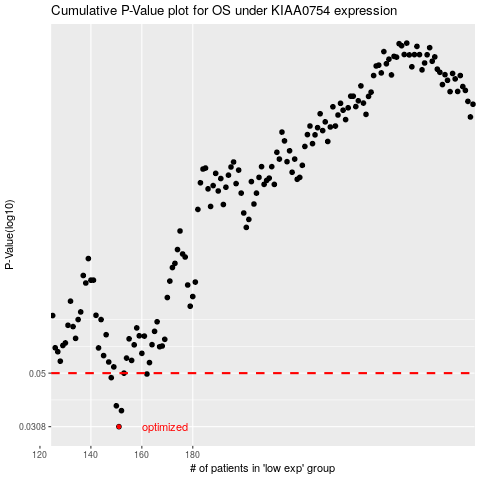 Cumulative P-Value plot for OS under KIAA0754 expression
P-Value(log10)
0.05
0.0308
optimized
120 140 160 180
# of patients in 'low exp' group